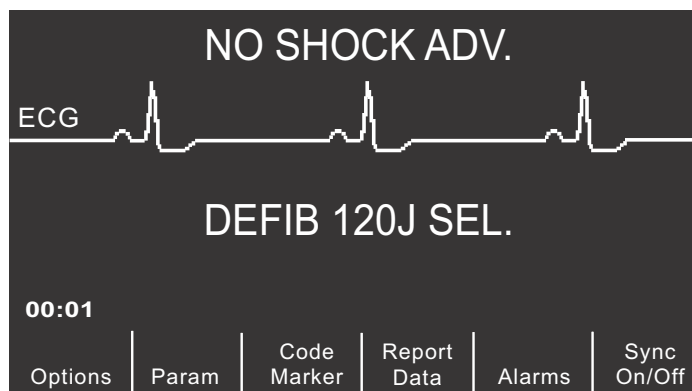 NO SHOCK ADV.
ECG
DEFIB 120J SEL.
00:01
Options
Param
Code
Marker
Report
Data
Alarms
Sync
On/Off